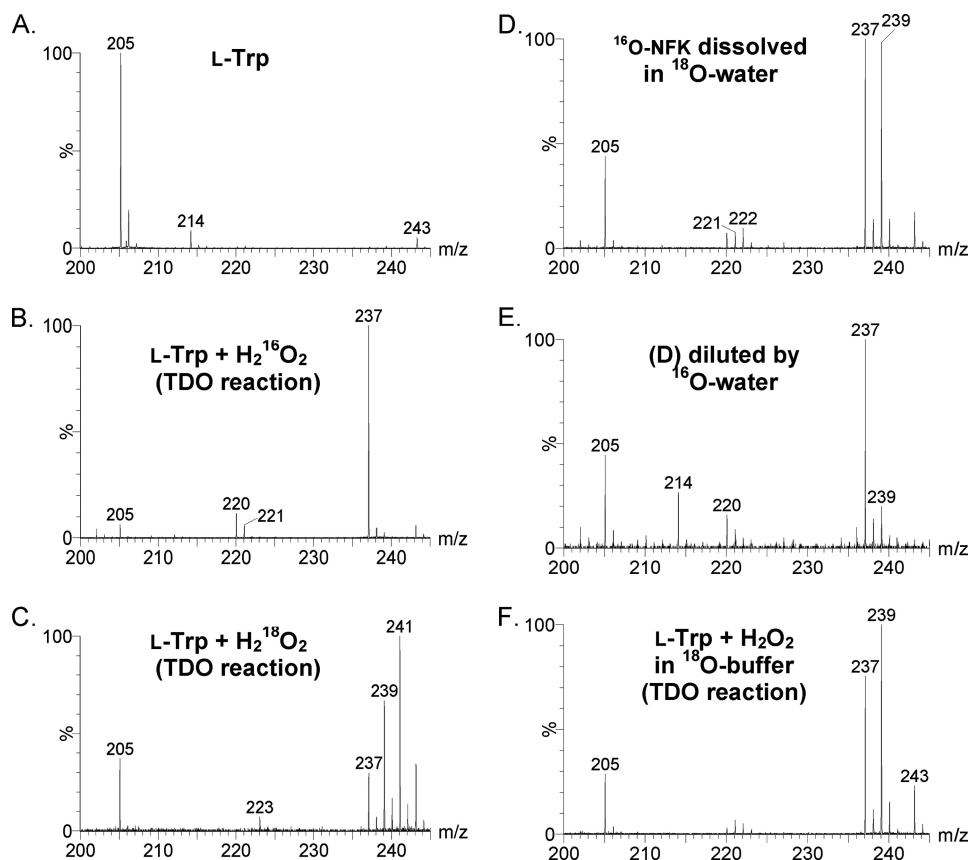 A.
L-Trp
205
100
%
214
243
0
200 210 220 230 240 m/z
B.
L-Trp + H₂¹⁶O₂
(TDO reaction)
237
100
%
205
220
221
0
200 210 220 230 240 m/z
C.
L-Trp + H₂¹⁸O₂
(TDO reaction)
241
100
239
%
205
237
223
0
200 210 220 230 240 m/z
D.
¹⁶O-NFK dissolved
in ¹⁸O-water
237
239
100
%
205
221
222
0
200 210 220 230 240 m/z
E.
(D) diluted by
¹⁶O-water
237
100
%
205
214
220
239
0
200 210 220 230 240 m/z
F.
L-Trp + H₂O₂
in ¹⁸O-buffer
(TDO reaction)
239
100
237
%
205
243
0
200 210 220 230 240 m/z